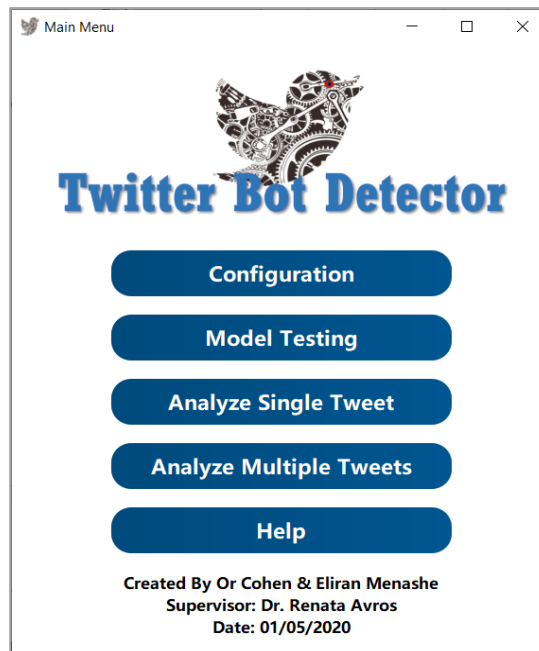 Main Menu
Twitter Bot Detector
Configuration
Model Testing
Analyze Single Tweet
Analyze Multiple Tweets
Help
Created By Or Cohen & Eliran Menashe
Supervisor: Dr. Renata Avros
Date: 01/05/2020